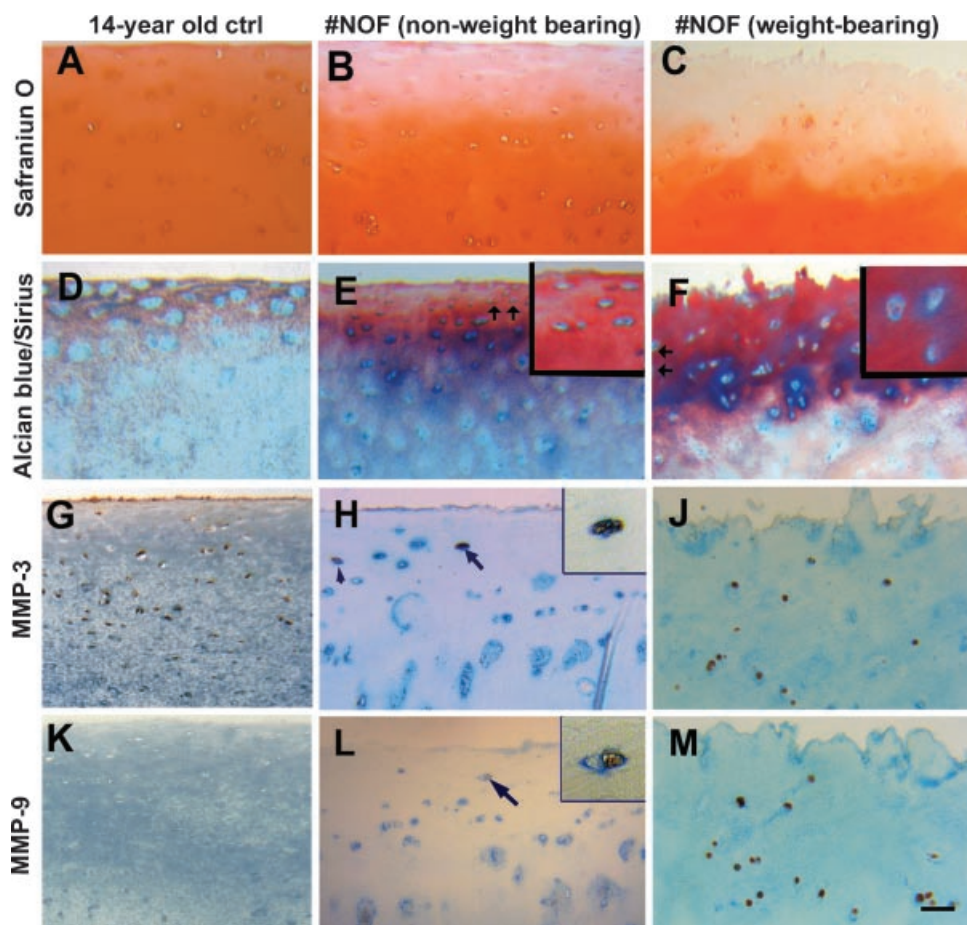 14-year old ctrl
#NOF (non-weight bearing)
#NOF (weight-bearing)
Safraniun O
A
B
C
Alcian blue/Sirius
D
E
F
MMP-3
G
H
J
MMP-9
K
L
M